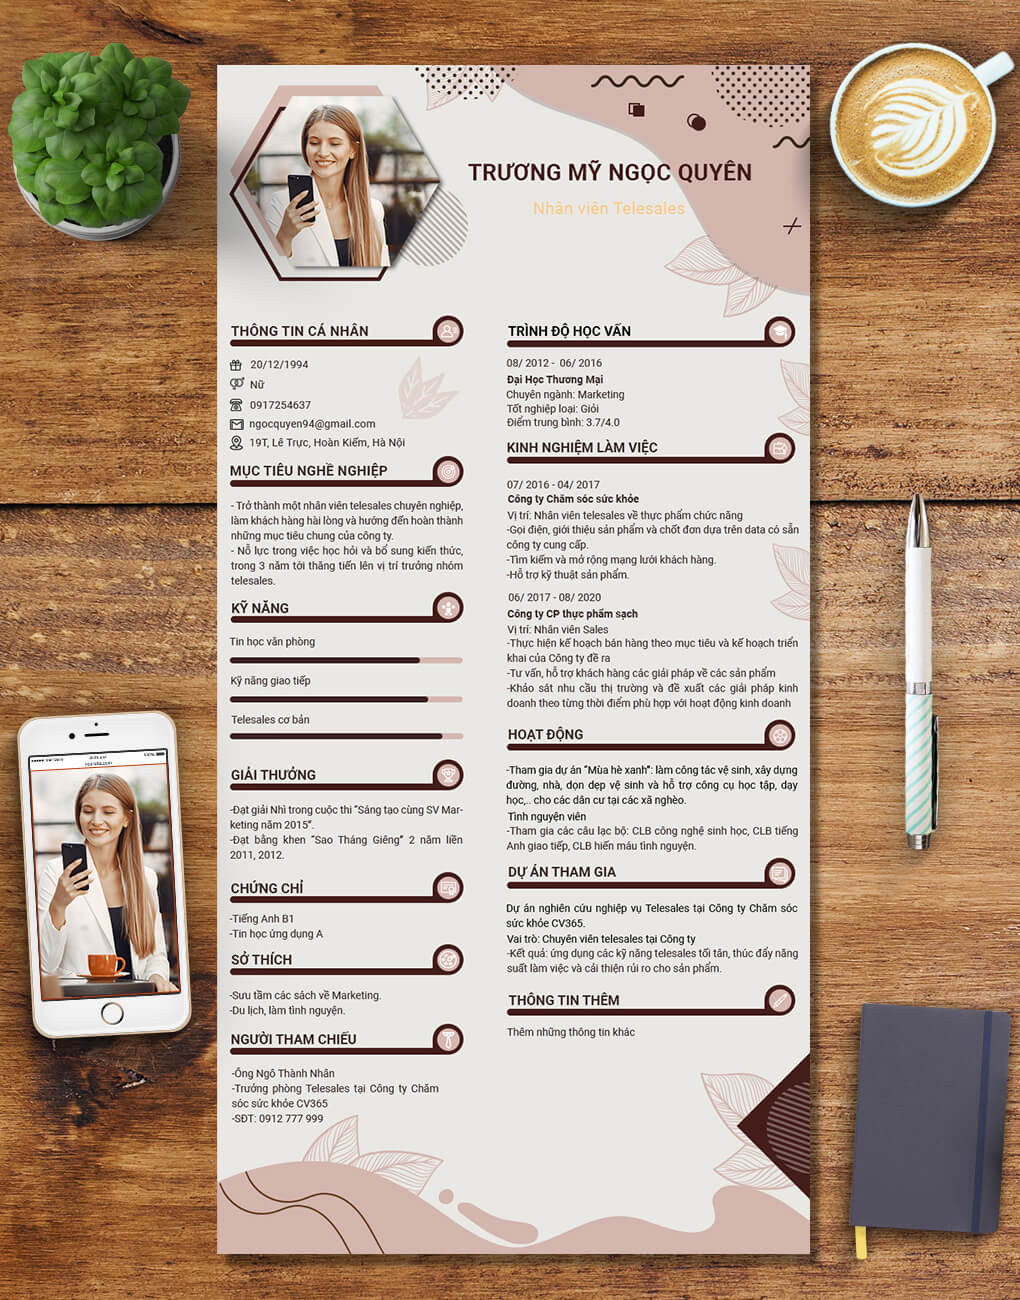 TRƯƠNG MỸ NGỌC QUYÊN
Nhân viên Telesales
THÔNG TIN CÁ NHÂN
20/12/1994
Nữ
0917254637
ngocquyen94@gmail.com
19T, Lê Trực, Hoàn Kiếm, Hà Nội
MỤC TIÊU NGHỀ NGHIỆP
- Trở thành một nhân viên telesales chuyên nghiệp,
làm khách hàng hài lòng và hướng đến hoàn thành
những mục tiêu chung của công ty.
- Nỗ lực trong việc học hỏi và bổ sung kiến thức,
trong 3 năm tới thăng tiến lên vị trí trưởng nhóm
telesales.
KỸ NĂNG
Tin học văn phòng
Kỹ năng giao tiếp
Telesales cơ bản
GIẢI THƯỞNG
-Đạt giải Nhì trong cuộc thi “Sáng tạo cùng SV Mar-
keting năm 2015”.
-Đạt bằng khen “Sao Tháng Giêng” 2 năm liền
2011, 2012.
CHỨNG CHỈ
-Tiếng Anh B1
-Tin học ứng dụng A
SỞ THÍCH
-Sưu tầm các sách về Marketing.
-Du lịch, làm tình nguyện.
NGƯỜI THAM CHIẾU
-Ông Ngô Thành Nhân
-Trưởng phòng Telesales tại Công ty Chăm
sóc sức khỏe CV365
-SĐT: 0912 777 999
TRÌNH ĐỘ HỌC VẤN
08/ 2012 - 06/ 2016
Đại Học Thương Mại
Chuyên ngành: Marketing
Tốt nghiệp loại: Giỏi
Điểm trung bình: 3.7/4.0
KINH NGHIỆM LÀM VIỆC
07/ 2016 - 04/ 2017
Công ty Chăm sóc sức khỏe
Vị trí: Nhân viên telesales về thực phẩm chức năng
-Gọi điện, giới thiệu sản phẩm và chốt đơn dựa trên data có sẵn
công ty cung cấp.
-Tìm kiếm và mở rộng mạng lưới khách hàng.
-Hỗ trợ kỹ thuật sản phẩm.
06/ 2017 - 08/ 2020
Công ty CP thực phẩm sạch
Vị trí: Nhân viên Sales
-Thực hiện kế hoạch bán hàng theo mục tiêu và kế hoạch triển
khai của Công ty đề ra
-Tư vấn, hỗ trợ khách hàng các giải pháp về các sản phẩm
-Khảo sát nhu cầu thị trường và đề xuất các giải pháp kinh
doanh theo từng thời điểm phù hợp với hoạt động kinh doanh
HOẠT ĐỘNG
-Tham gia dự án “Mùa hè xanh”: làm công tác vệ sinh, xây dựng
đường, nhà, dọn dẹp vệ sinh và hỗ trợ công cụ học tập, dạy
học,.. cho các dân cư tại các xã nghèo.
Tình nguyện viên
-Tham gia các câu lạc bộ: CLB công nghệ sinh học, CLB tiếng
Anh giao tiếp, CLB hiến máu tình nguyện.
DỰ ÁN THAM GIA
Dự án nghiên cứu nghiệp vụ Telesales tại Công ty Chăm sóc
sức khỏe CV365.
Vai trò: Chuyên viên telesales tại Công ty
-Kết quả: ứng dụng các kỹ năng telesales tối tân, thúc đẩy năng
suất làm việc và cải thiện rủi ro cho sản phẩm.
THÔNG TIN THÊM
Thêm những thông tin khác